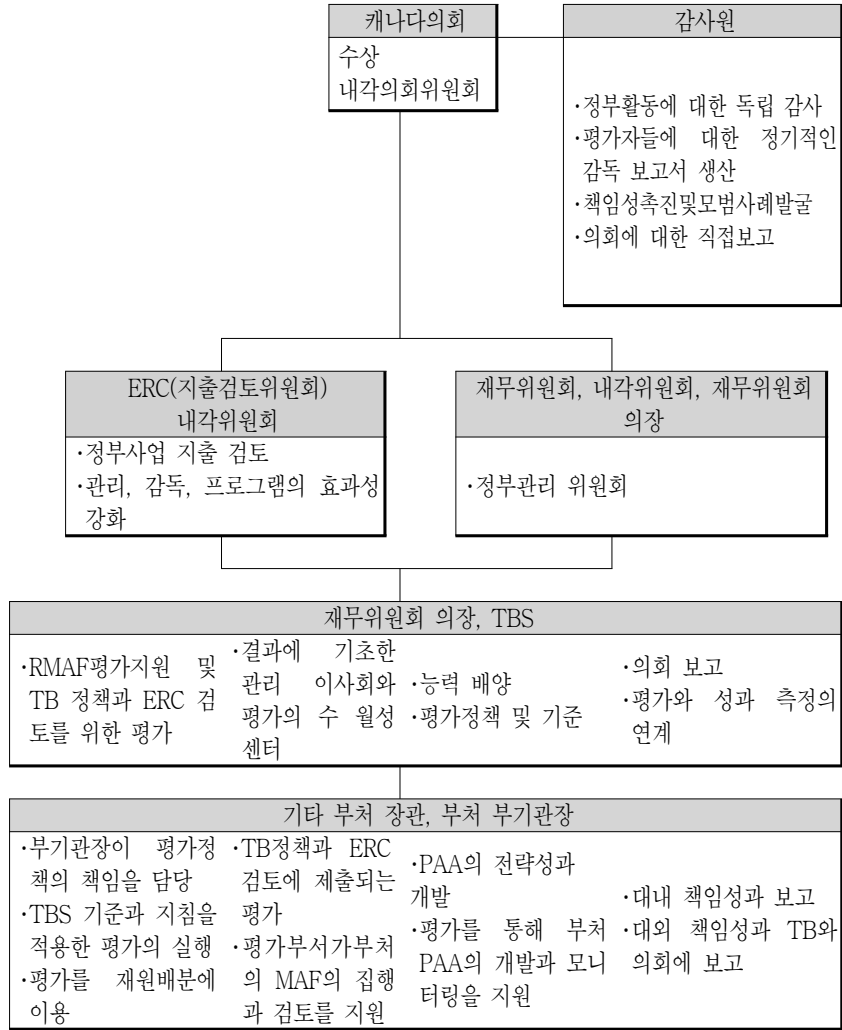 캐나다의회
수상
내각의회위원회
감사원
·정부활동에 대한 독립 감사
·평가자들에 대한 정기적인
감독 보고서 생산
·책임성촉진및모범사례발굴
·의회에 대한 직접보고
ERC(지출검토위원회)
내각위원회
·정부사업 지출 검토
·관리, 감독, 프로그램의 효과성
강화
재무위원회, 내각위원회, 재무위원회
의장
·정부관리 위원회
재무위원회 의장, TBS
·RMAF평가지원 및
TB 정책과 ERC 검
토를 위한 평가
·결과에 기초한
관리 이사회와
평가의 수 월성
센터
·능력 배양
·평가정책 및 기준
·의회 보고
·평가와 성과 측정의
연계
기타 부처 장관, 부처 부기관장
·부기관장이 평가정
책의 책임을 담당
·TBS 기준과 지침을
적용한 평가의 실행
·평가를 재원배분에
이용
·TB정책과 ERC
검토에 제출되는
평가
·평가부서가부처
의 MAF의 집행
과 검토를 지원
·PAA의 전략성과
개발
·평가를 통해 부처
PAA의 개발과 모니
터링을 지원
·대내 책임성과 보고
·대외 책임성과 TB와
의회에 보고